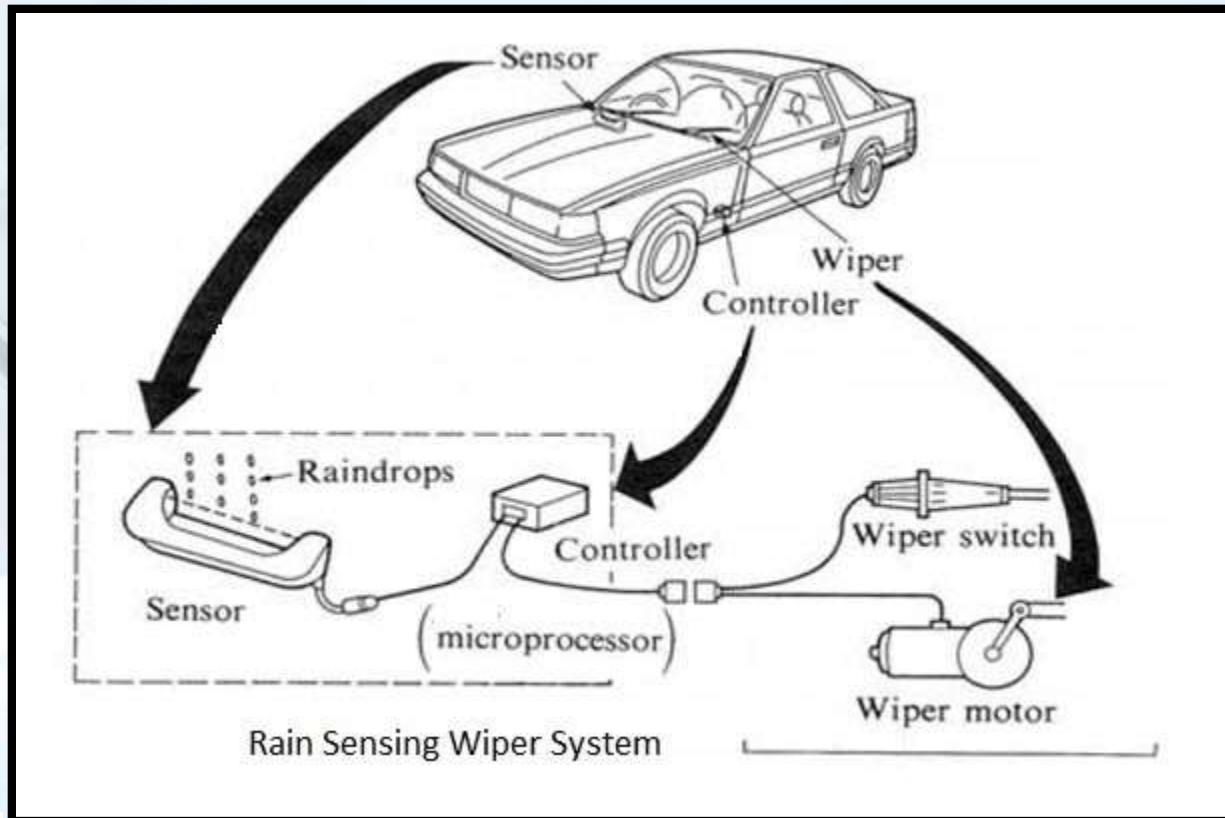 Sensor
Wiper
Controller
Raindrops
Controller
Wiper switch
Sensor
(microprocessor)
Wiper motor
Rain Sensing Wiper System